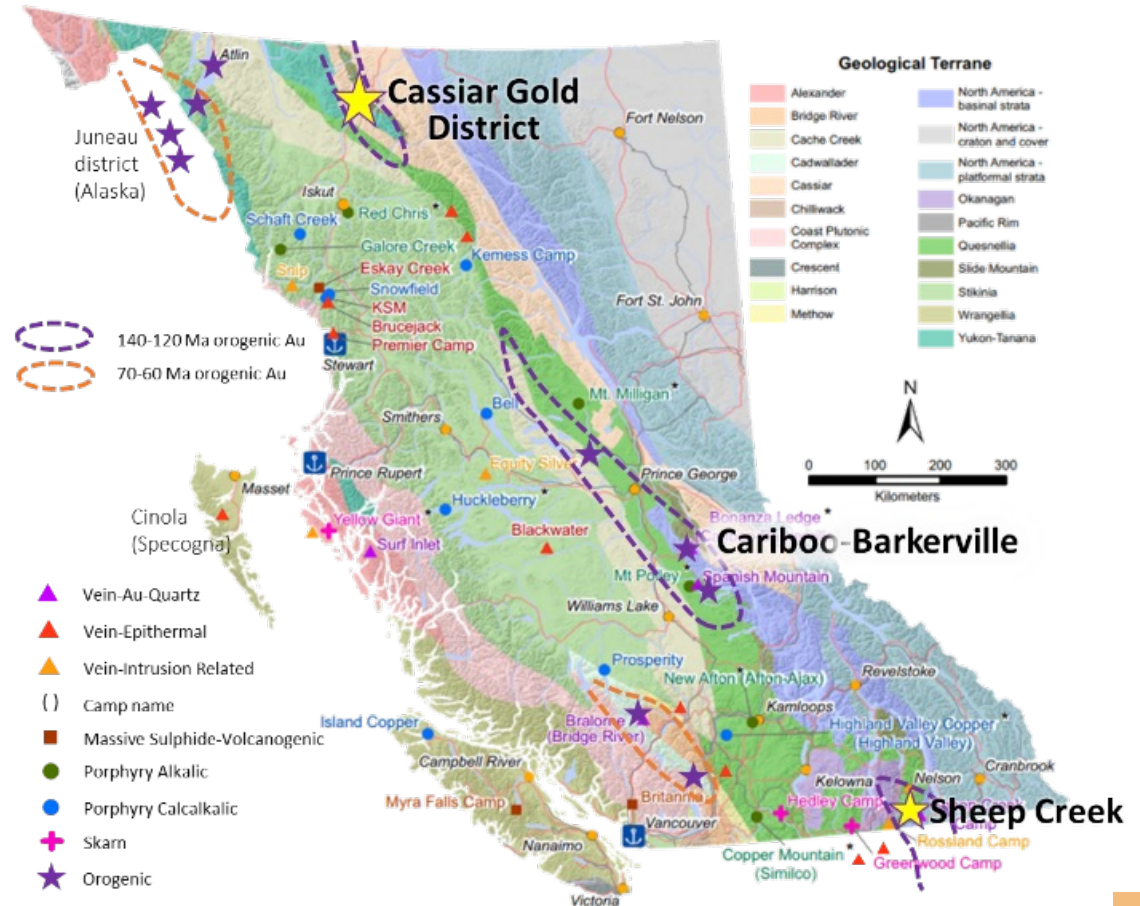 Atlin
Cassiar Gold
District
Juneau
district
(Alaska)
Fort Nelson
Iskut
Red Chris *
Schaft Creek
Galore Creek
Kemess Camp
Snip
Eskay Creek
Snowfield
KSM
Brucejack
Premier Camp
Stewart
Fort St. John
140-120 Ma orogenic Au
70-60 Ma orogenic Au
Geological Terrane
Alexander
Bridge River
Cache Creek
Cadwallader
Cassiar
Chilliwack
Coast Plutonic
Complex
Crescent
Harrison
Methow
North America -
basinal strata
North America -
craton and cover
North America -
platformal strata
Okanagan
Pacific Rim
Quesnellia
Slide Mountain
Stikinia
Wrangellia
Yukon-Tanana
N
0 100 200 300
Kilometers
Mt. Milligan *
Bell
Smithers
Equity Silver
Prince George
Prince Rupert
Masset
Huckleberry *
Cinola
(Specogna)
Yellow Giant *
Surf Inlet
Blackwater
Bonanza Ledge *
Cariboo-Barkerville
Mt Polley
Spanish Mountain
Williams Lake
Prosperity
New Afton (Afton-Ajax) *
Revelstoke
Kamloops
Bralorne
(Bridge River)
Highland Valley Copper *
(Highland Valley)
Island Copper
Campbell River
Cranbrook
Kelowna
Nelson
Myra Falls Camp
Britannia
Hedley Camp
Sheep Creek
Camp
Vancouver
Rossland Camp
Nanaimo
Copper Mountain *
(Similco)
Greenwood Camp
Victoria
Vein-Au-Quartz
Vein-Epithermal
Vein-Intrusion Related
( ) Camp name
Massive Sulphide-Volcanogenic
Porphyry Alkalic
Porphyry Calcalkalic
Skarn
Orogenic